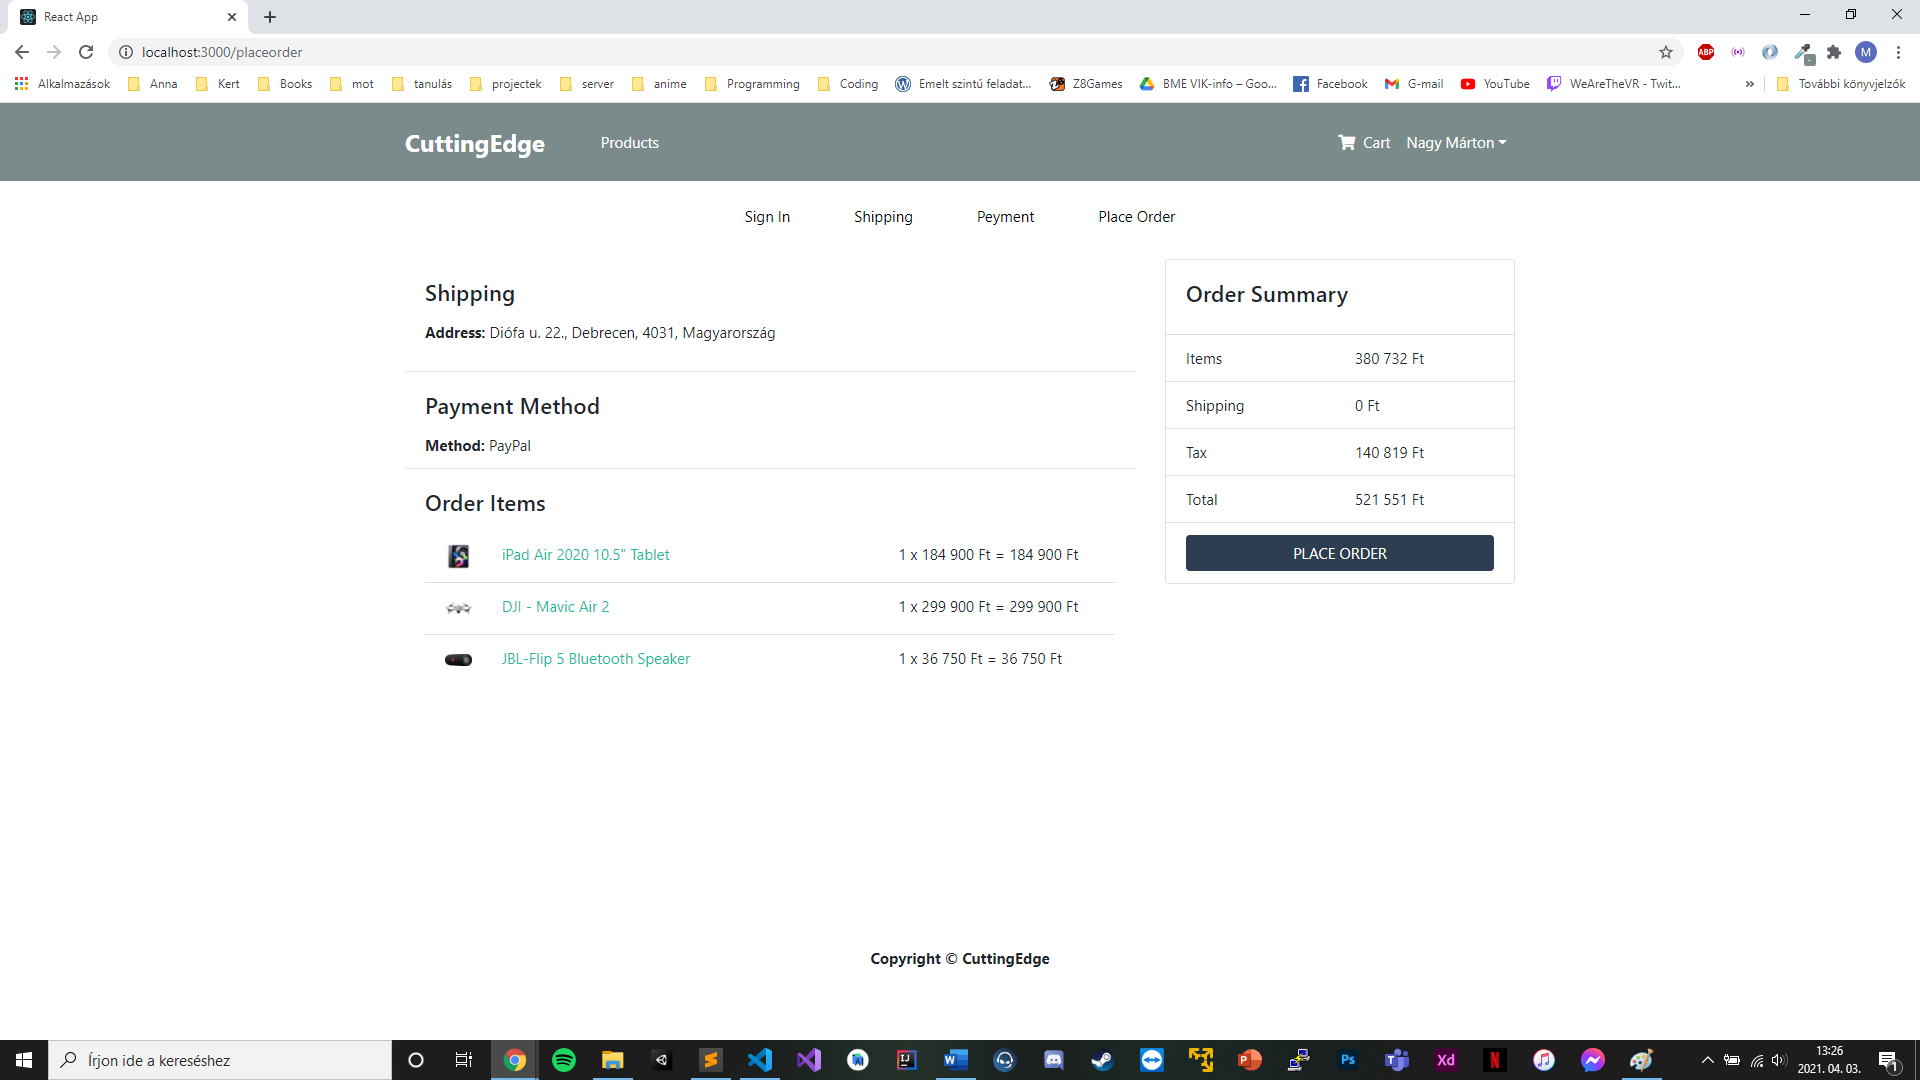 React App
localhost:3000/placeorder
ABP
M
Alkalmazások Anna Kert Books mot tanulás projectek server anime Programming Coding Emelt szintű feladat... Z8Games BME VIK-info – Goo... Facebook G-mail YouTube WeAreTheVR - Twit... » További könyvjelzők
CuttingEdge Products Cart Nagy Márton
Sign In Shipping Peyment Place Order
Shipping
Address: Diófa u. 22., Debrecen, 4031, Magyarország
Payment Method
Method: PayPal
Order Items
iPad Air 2020 10.5" Tablet 1 x 184 900 Ft = 184 900 Ft
DJI - Mavic Air 2 1 x 299 900 Ft = 299 900 Ft
JBL-Flip 5 Bluetooth Speaker 1 x 36 750 Ft = 36 750 Ft
Order Summary
Items 380 732 Ft
Shipping 0 Ft
Tax 140 819 Ft
Total 521 551 Ft
PLACE ORDER
Copyright © CuttingEdge
Írjon ide a kereséshez
IJ
W
P
Ps
T
Xd
N
13:26
2021. 04. 03.
1